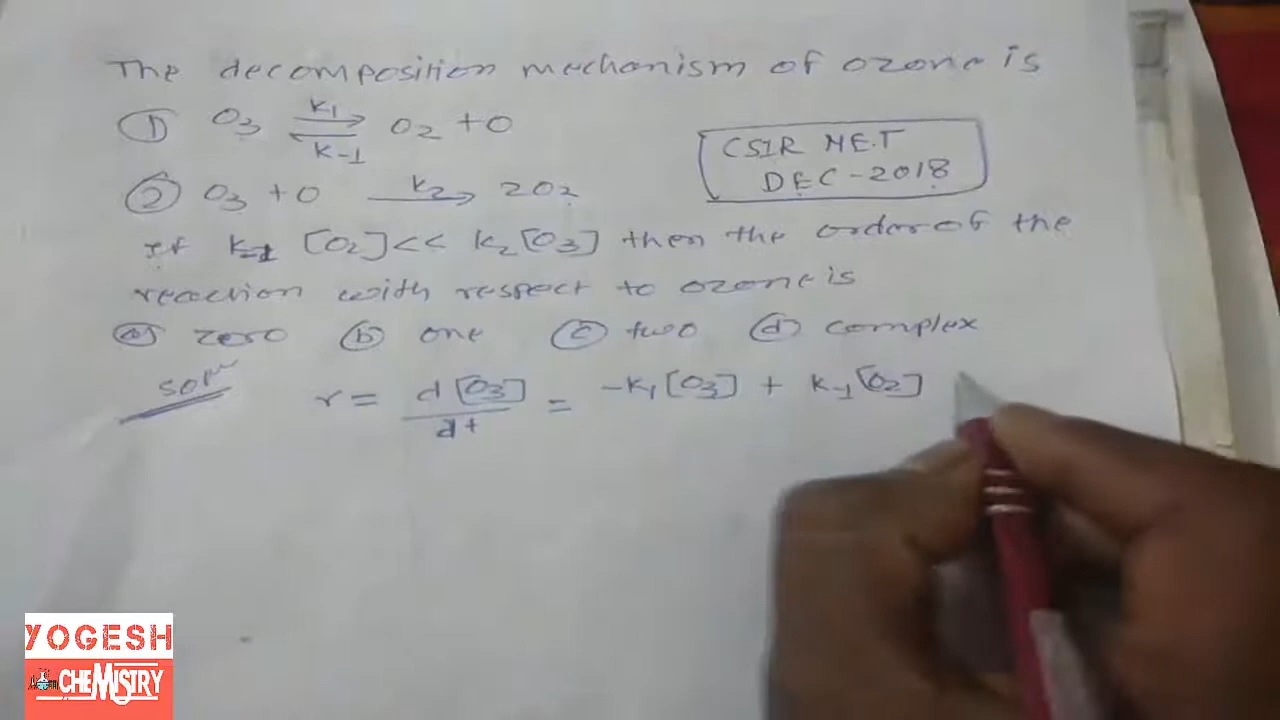 The decomposition mechanism of ozone is
① O₃ ⇌ O₂ + O
K₁
K₋₁
CSIR NET
DEC - 2018
② O₃ + O → 2O₂
K₂
If K₋₁ [O₂] << K₂ [O₃] then the order of the
reaction with respect to ozone is
ⓐ zero ⓑ one ⓒ two ⓓ complex
r = d[O₃]/dt = -K₁[O₃] + K₋₁[O₂]
YOGESH
CHEMISTRY